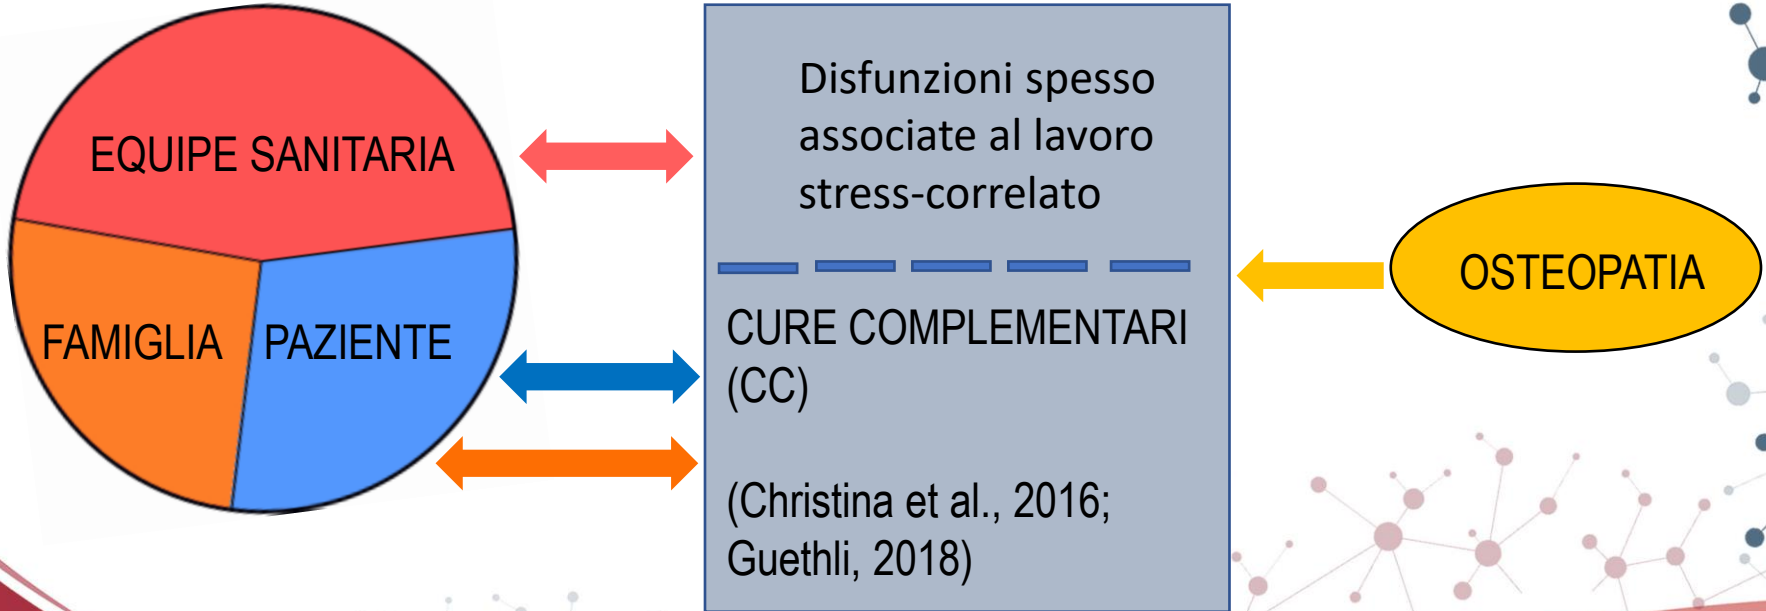 EQUIPE SANITARIA
FAMIGLIA
PAZIENTE
Disfunzioni spesso
associate al lavoro
stress-correlato
CURE COMPLEMENTARI
(CC)
(Christina et al., 2016;
Guethli, 2018)
OSTEOPATIA